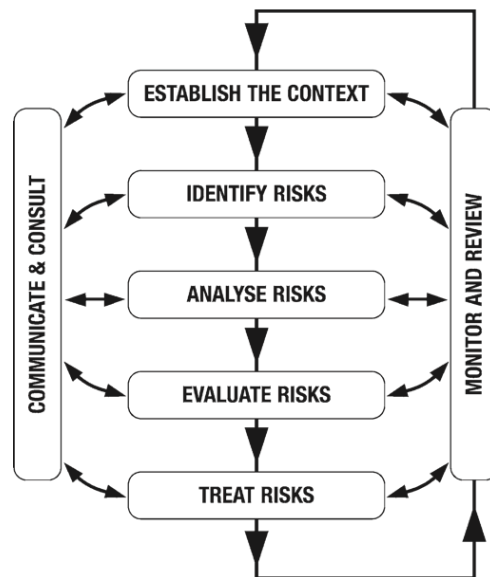 ESTABLISH THE CONTEXT
COMMUNICATE & CONSULT
IDENTIFY RISKS
ANALYSE RISKS
EVALUATE RISKS
TREAT RISKS
MONITOR AND REVIEW